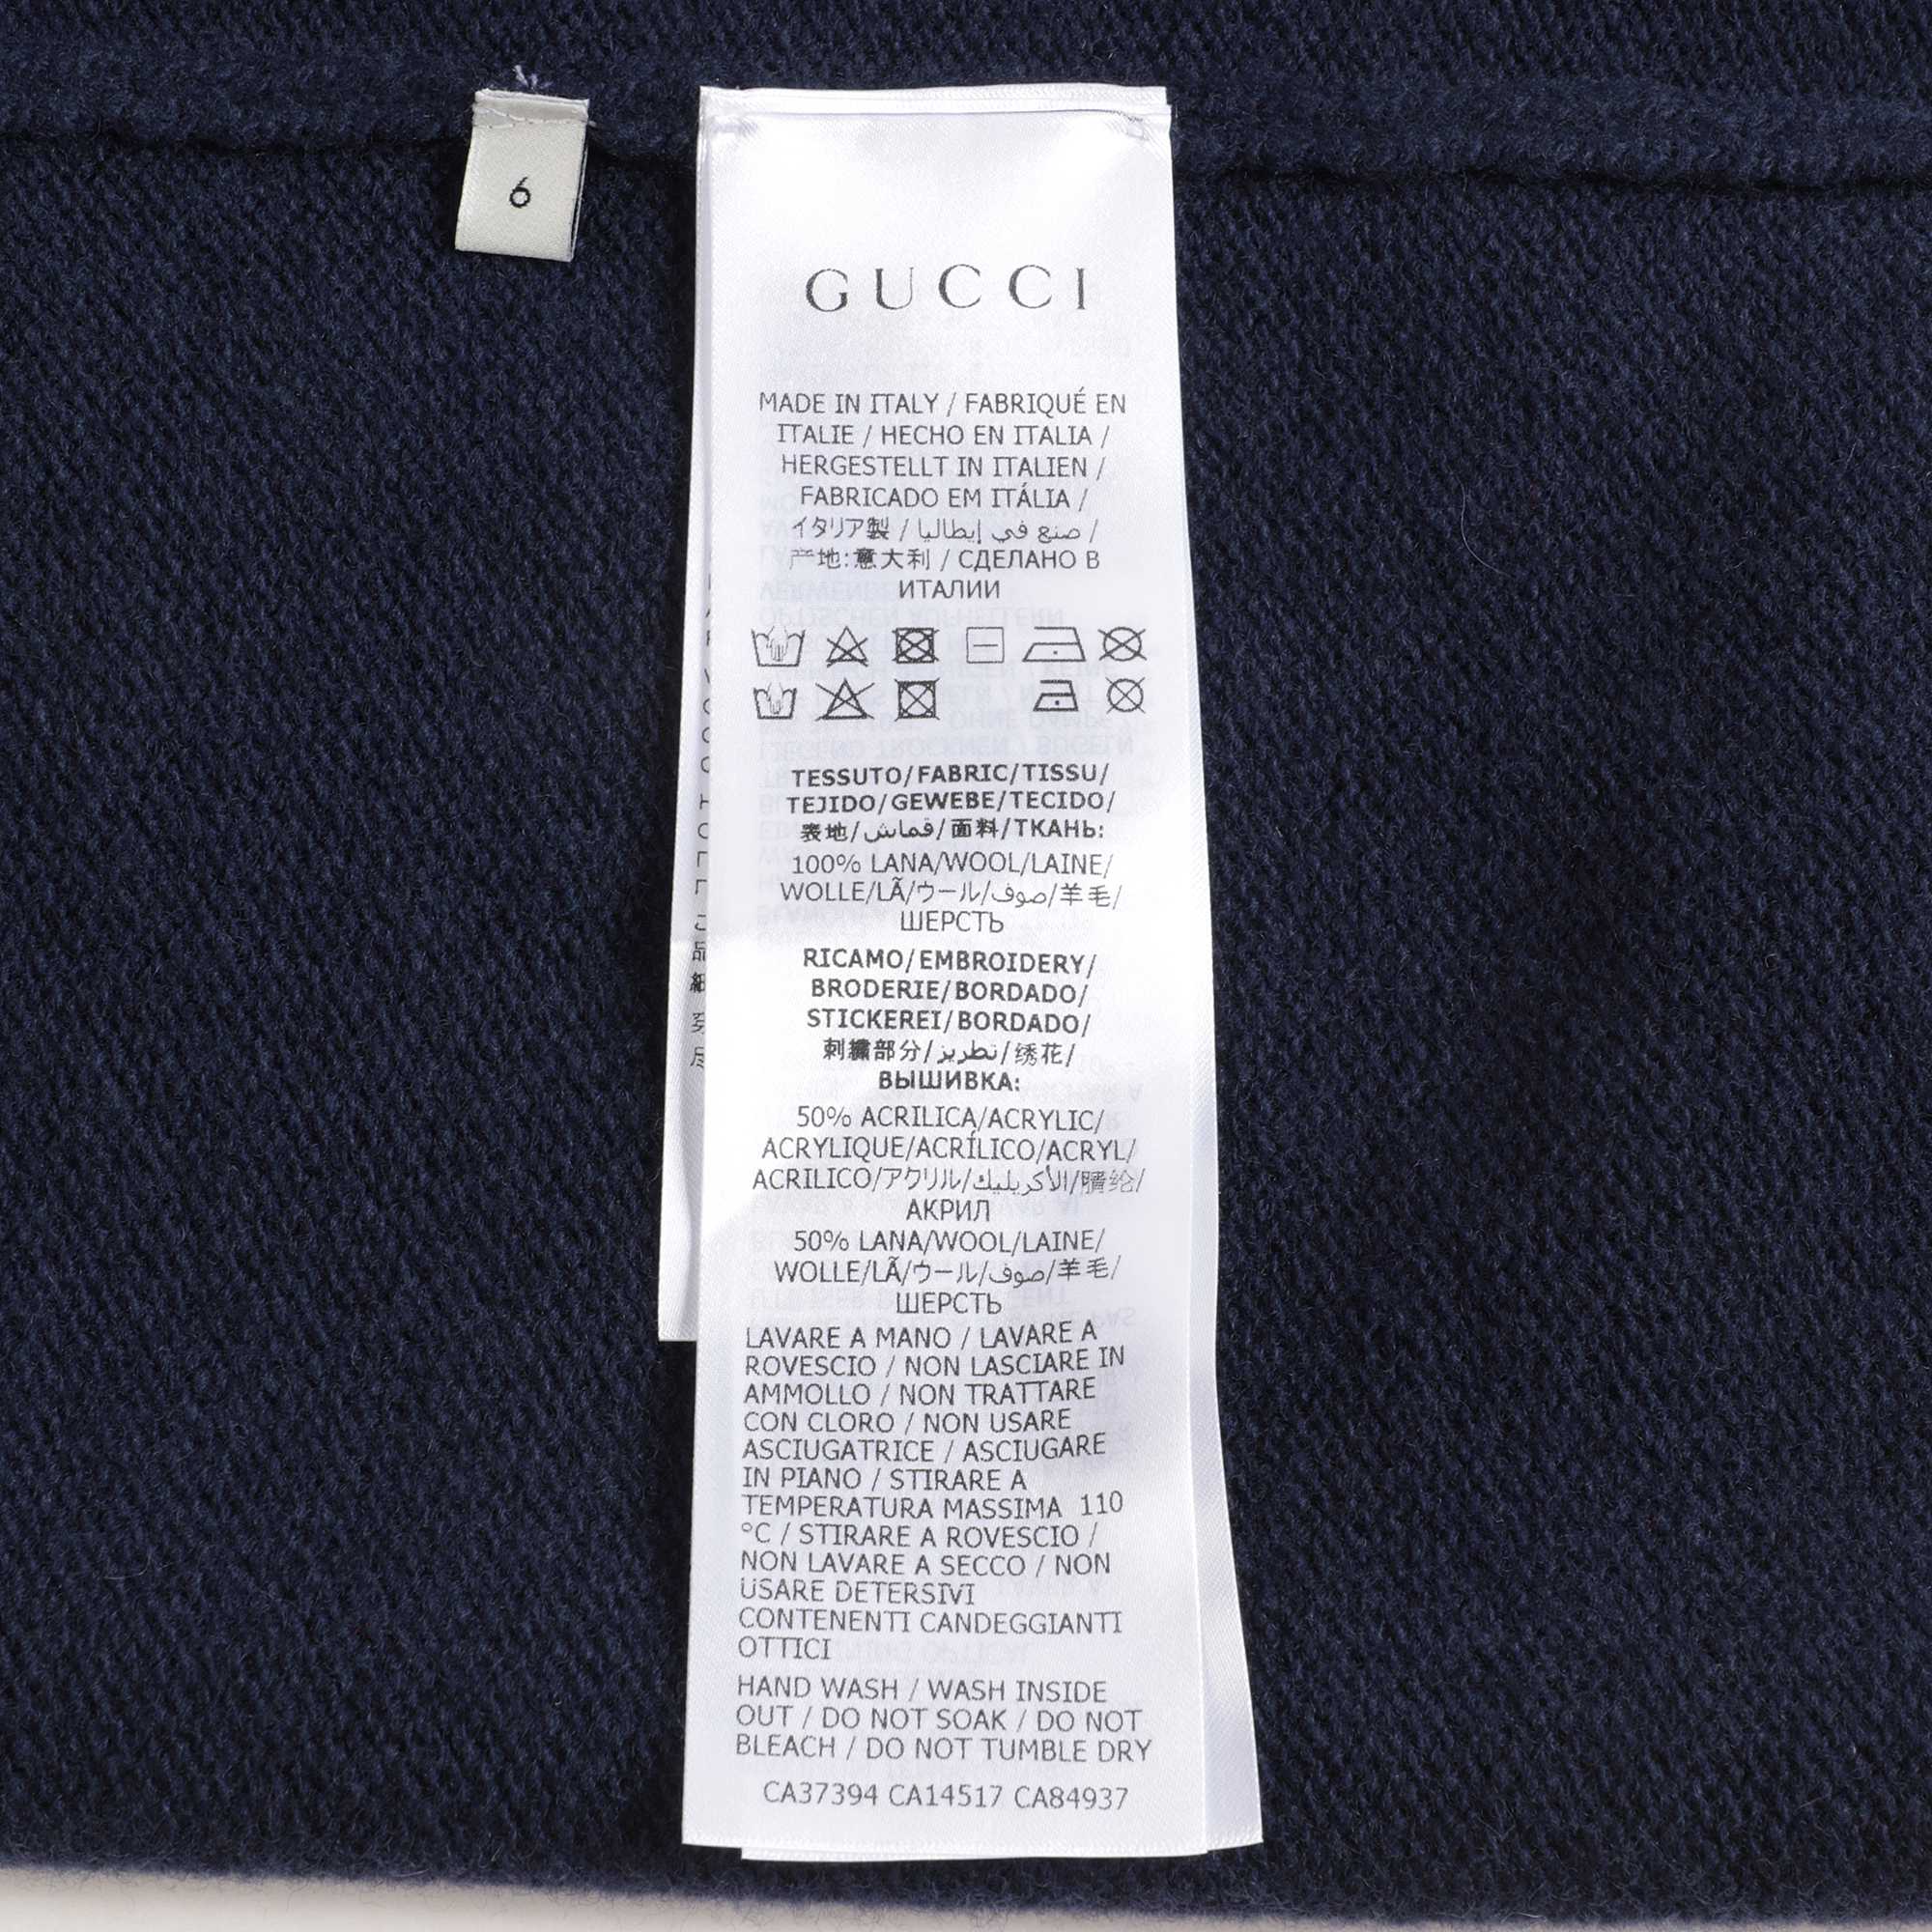 6
GUCCI
MADE IN ITALY / FABRIQUÉ EN
ITALIE / HECHO EN ITALIA /
HERGESTELLT IN ITALIEN /
FABRICADO EM ITÁLIA /
イタリア製 / صنع في إيطاليا /
产地:意大利 / СДЕЛАНО В
ИТАЛИИ
TESSUTO/FABRIC/TISSU/
TEJIDO/GEWEBE/TECIDO/
表地/قماش/面料/ТКАНЬ:
100% LANA/WOOL/LAINE/
WOLLE/LÃ/ウール/صوف/羊毛/
ШЕРСТЬ
RICAMO/EMBROIDERY/
BRODERIE/BORDADO/
STICKEREI/BORDADO/
刺繍部分/تطريز/绣花/
ВЫШИВКА:
50% ACRILICA/ACRYLIC/
ACRYLIQUE/ACRÍLICO/ACRYL/
ACRILICO/アクリル/الأكريليك/腈纶/
АКРИЛ
50% LANA/WOOL/LAINE/
WOLLE/LÃ/ウール/صوف/羊毛/
ШЕРСТЬ
LAVARE A MANO / LAVARE A
ROVESCIO / NON LASCIARE IN
AMMOLLO / NON TRATTARE
CON CLORO / NON USARE
ASCIUGATRICE / ASCIUGARE
IN PIANO / STIRARE A
TEMPERATURA MASSIMA 110
°C / STIRARE A ROVESCIO /
NON LAVARE A SECCO / NON
USARE DETERSIVI
CONTENENTI CANDEGGIANTI
OTTICI
HAND WASH / WASH INSIDE
OUT / DO NOT SOAK / DO NOT
BLEACH / DO NOT TUMBLE DRY
CA37394 CA14517 CA84937